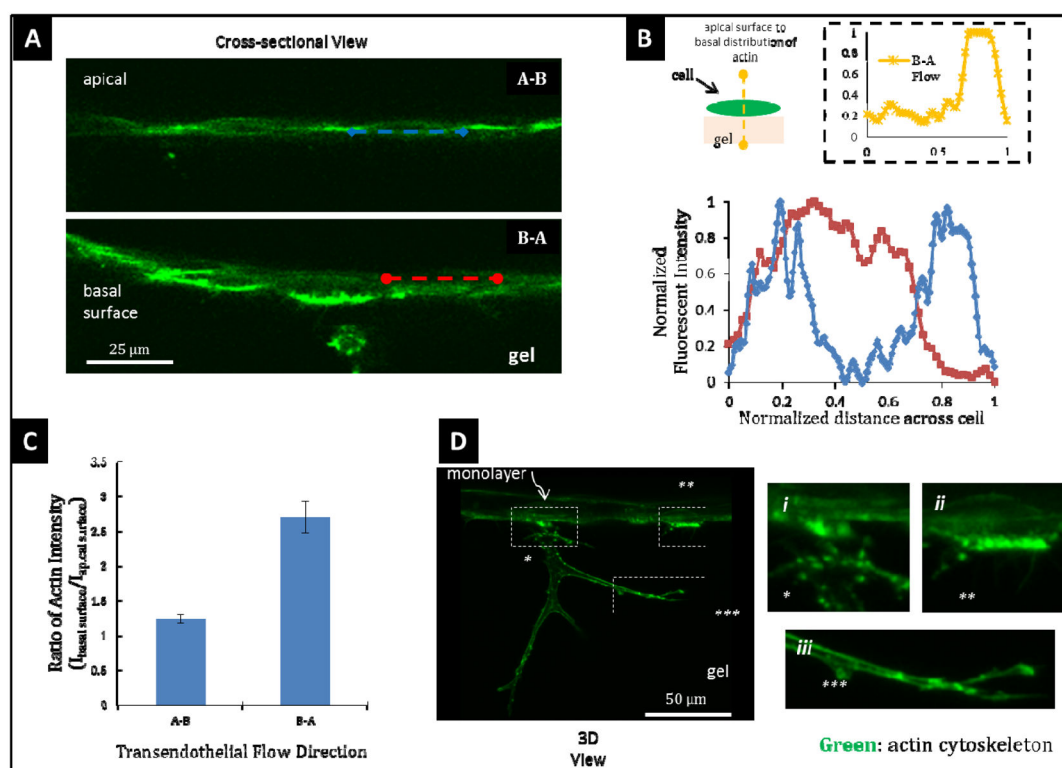 A
Cross-sectional View
apical
A-B
B-A
basal
surface
25 µm
gel
B
apical surface to
basal distribution of
actin
cell
gel
1
0.8
0.6
0.4
0.2
0
B-A
Flow
0
0.5
1
Normalized
Fluorescent Intensity
1
0.8
0.6
0.4
0.2
0
0
0.2
0.4
0.6
0.8
1
Normalized distance across cell
C
Ratio of Actin Intensity
(Ibasal surface/Iapical surface)
3.5
3
2.5
2
1.5
1
0.5
0
A-B
B-A
Transendothelial Flow Direction
D
monolayer
**
*
***
gel
50 µm
3D
View
i
*
ii
**
iii
***
Green: actin cytoskeleton